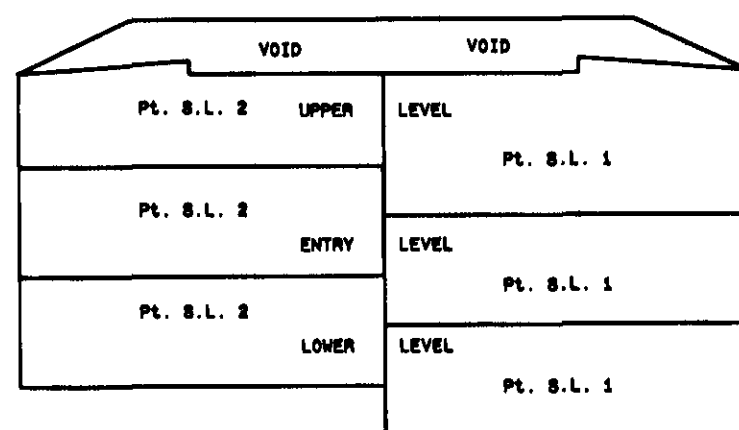 VOID VOID
Pt. S.L. 2 UPPER LEVEL
Pt. S.L. 1
Pt. S.L. 2
ENTRY LEVEL
Pt. S.L. 1
Pt. S.L. 2
LOWER LEVEL
Pt. S.L. 1